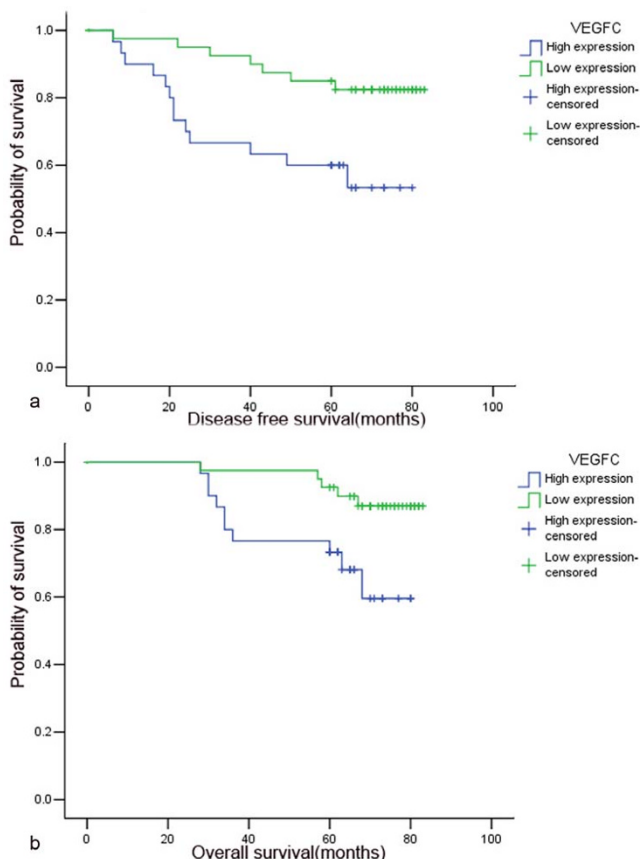 VEGFC
High expression
Low expression
High expression-
censored
Low expression-
censored
Probability of survival
1.0
0.8
0.6
0.4
0.2
0.0
0 20 40 60 80 100
Disease free survival(months)
a
VEGFC
High expression
Low expression
High expression-
censored
Low expression-
censored
Probability of survival
1.0
0.8
0.6
0.4
0.2
0.0
0 20 40 60 80 100
Overall survival(months)
b